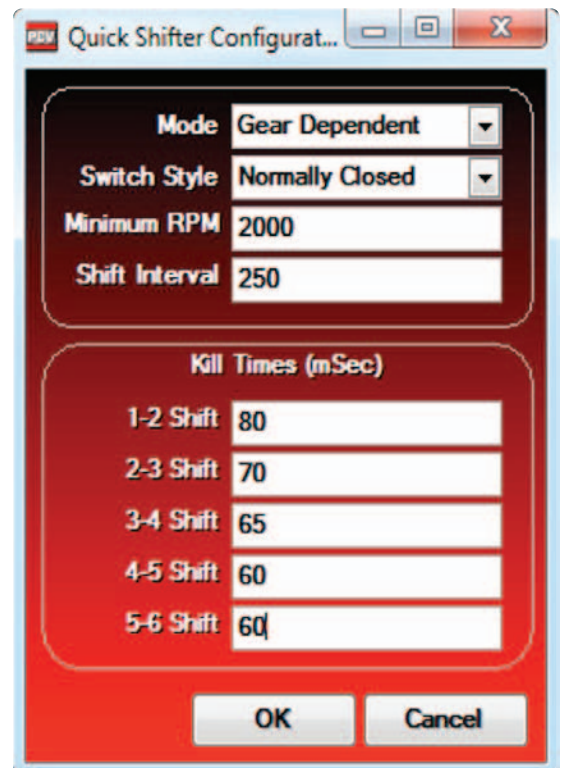 PCV Quick Shifter Configurat...
Mode Gear Dependent
Switch Style Normally Closed
Minimum RPM 2000
Shift Interval 250
Kill Times (mSec)
1-2 Shift 80
2-3 Shift 70
3-4 Shift 65
4-5 Shift 60
5-6 Shift 60
OK Cancel